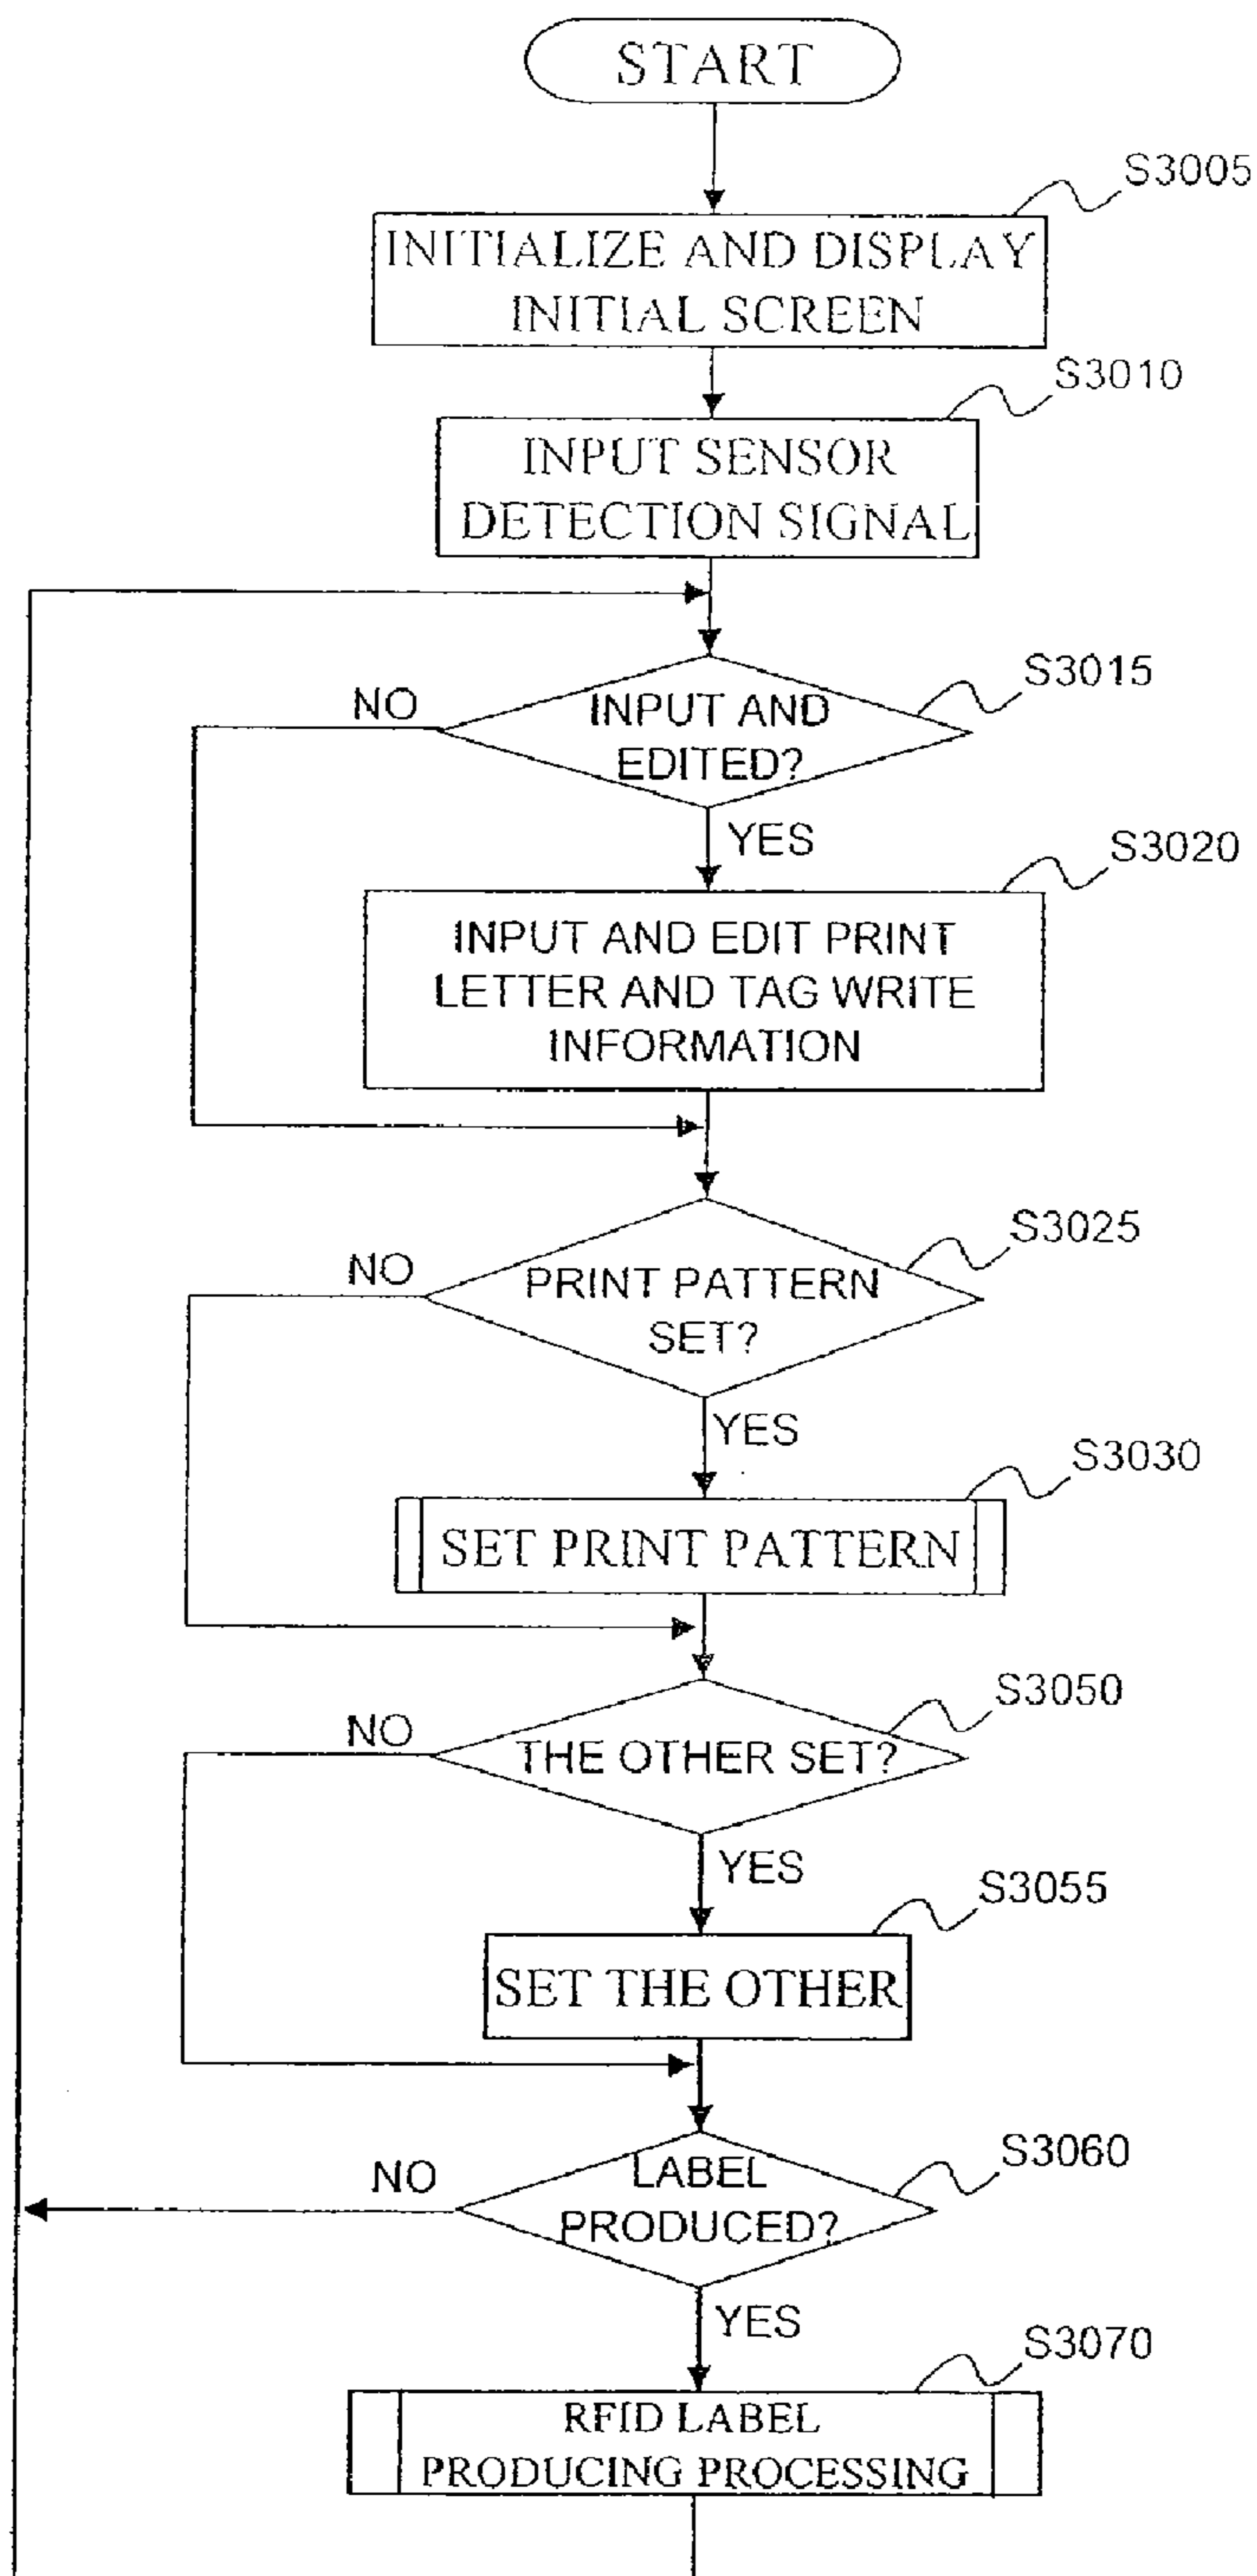 START
S3005
INITIALIZE AND DISPLAY
INITIAL SCREEN
S3010
INPUT SENSOR
DETECTION SIGNAL
S3015
NO
INPUT AND
EDITED?
YES
S3020
INPUT AND EDIT PRINT
LETTER AND TAG WRITE
INFORMATION
S3025
NO
PRINT PATTERN
SET?
YES
S3030
SET PRINT PATTERN
S3050
NO
THE OTHER SET?
YES
S3055
SET THE OTHER
S3060
NO
LABEL
PRODUCED?
YES
S3070
RFID LABEL
PRODUCING PROCESSING